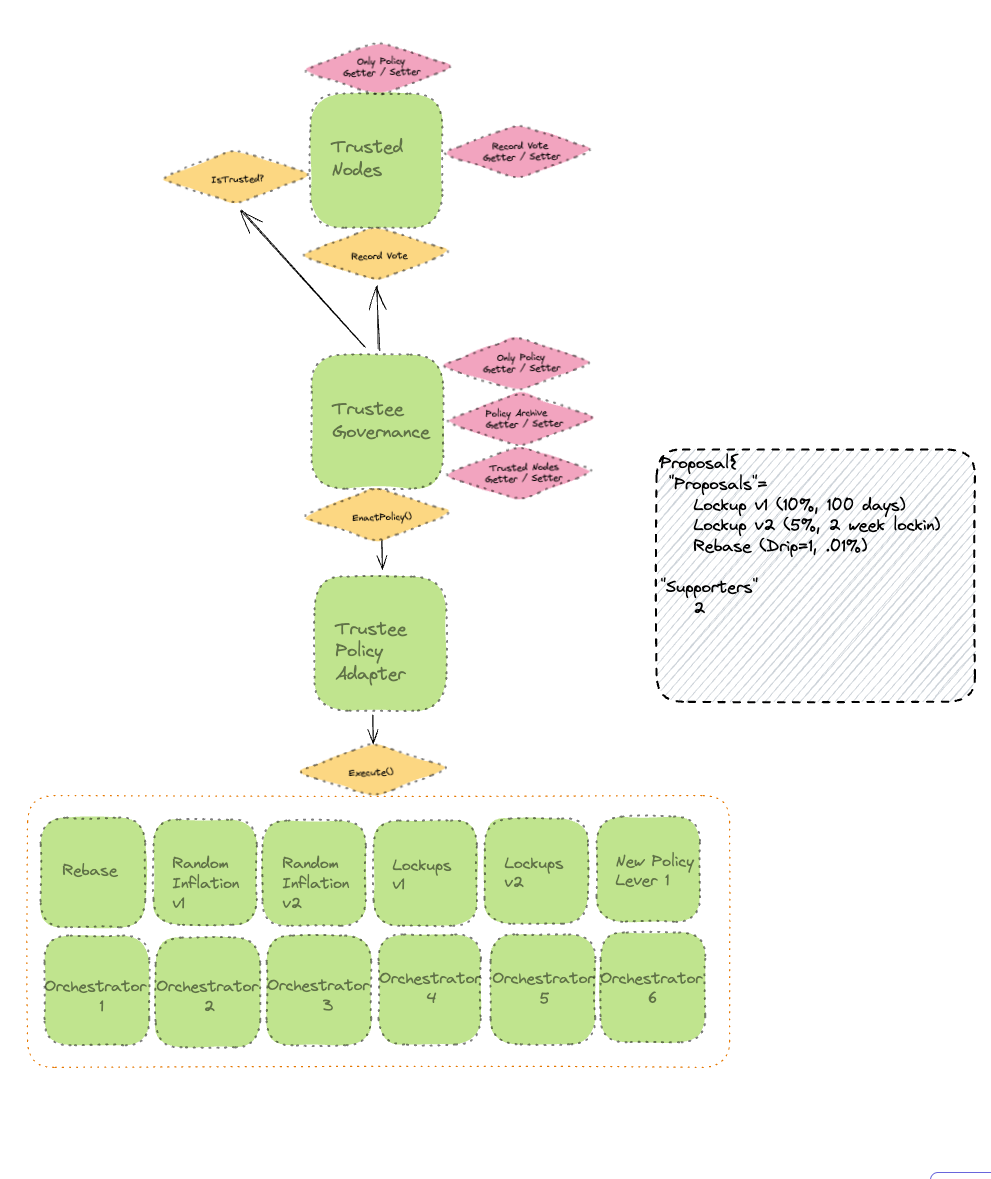 Only Policy
Getter / Setter
Trusted
Nodes
Record Vote
Getter / Setter
IsTrusted?
Record Vote
Only Policy
Getter / Setter
Trustee
Governance
Policy Archive
Getter / Setter
Trusted Nodes
Getter / Setter
EnactPolicy()
Proposal{
"Proposals"=
Lockup v1 (10%, 100 days)
Lockup v2 (5%, 2 week lockin)
Rebase (Drip=1, .01%)
"Supporters"
2
Trustee
Policy
Adapter
Execute()
Rebase
Random
Inflation
v1
Random
Inflation
v2
Lockups
v1
Lockups
v2
New Policy
Lever 1
Orchestrator
1
Orchestrator
2
Orchestrator
3
Orchestrator
4
Orchestrator
5
Orchestrator
6